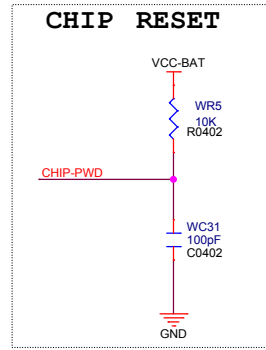 CHIP RESET
VCC-BAT
WR5
10K
R0402
CHIP-PWD
WC31
100pF
C0402
GND